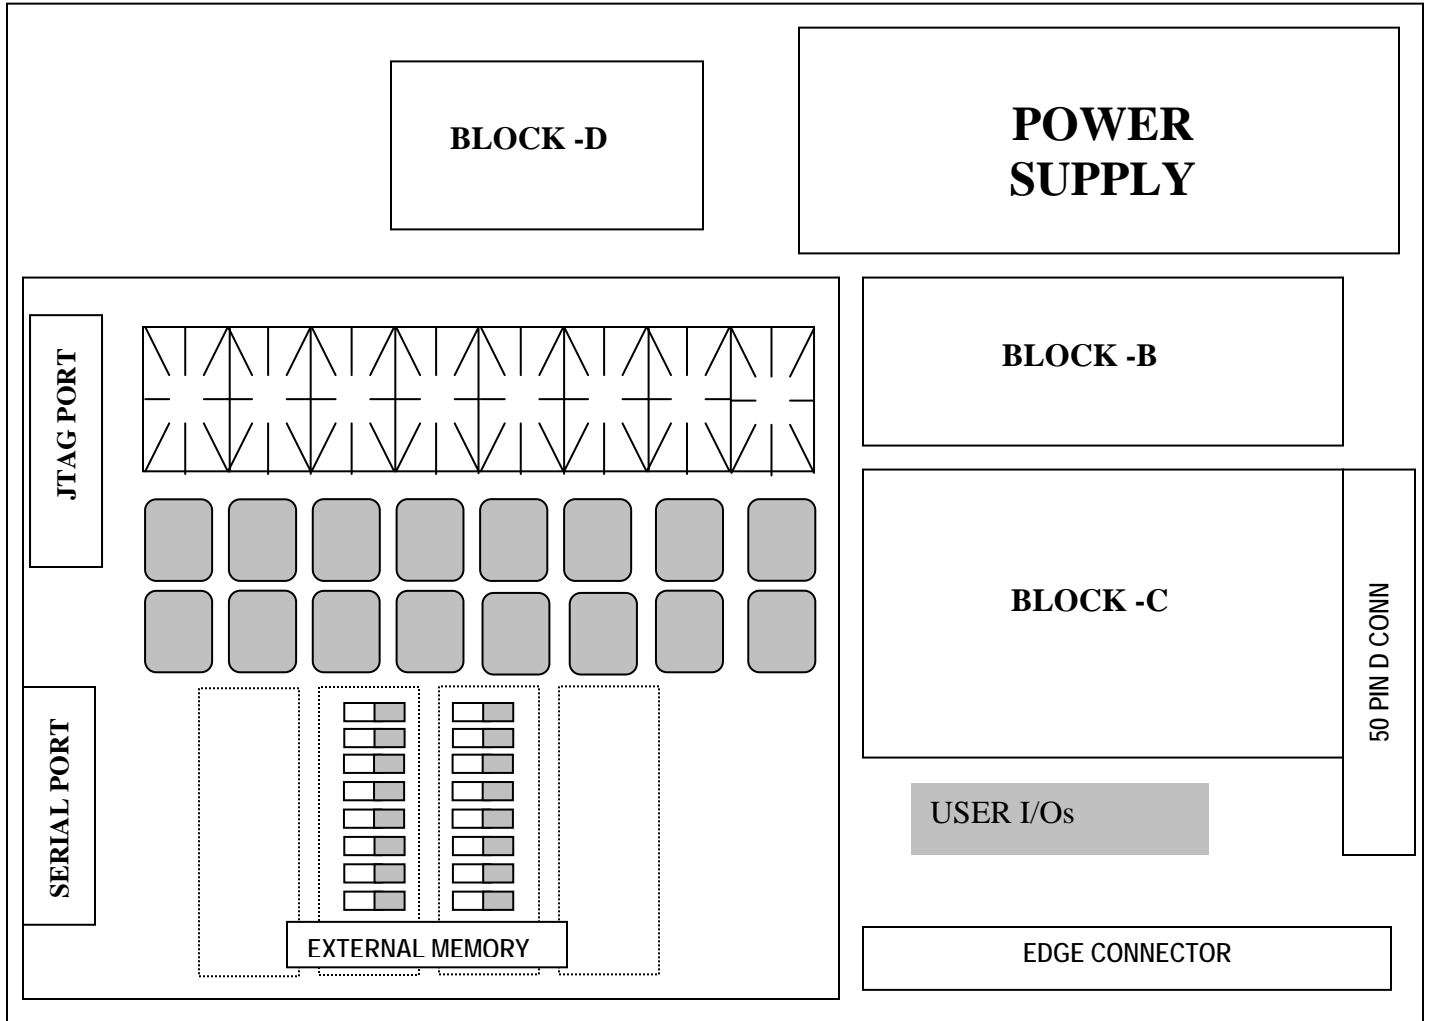 BLOCK -D
POWER
SUPPLY
JTAG PORT
BLOCK -B
BLOCK -C
50 PIN D CONN
SERIAL PORT
USER I/Os
EXTERNAL MEMORY
EDGE CONNECTOR